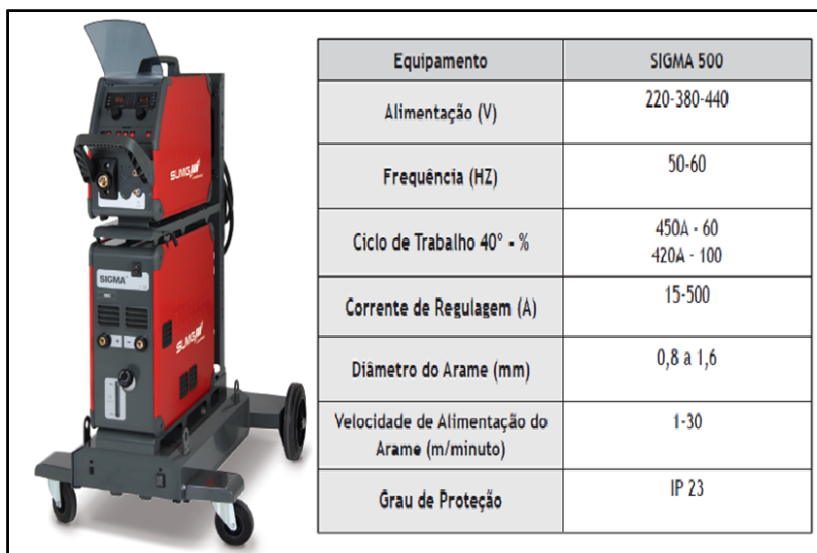 SUMIG
SIGMA
SUMIG
Equipamento SIGMA 500
Alimentação (V) 220-380-440
Frequência (HZ) 50-60
Ciclo de Trabalho 40° - % 450A - 60
420A - 100
Corrente de Regulagem (A) 15-500
Diâmetro do Arame (mm) 0,8 a 1,6
Velocidade de Alimentação do
Arame (m/minuto) 1-30
Grau de Proteção IP 23